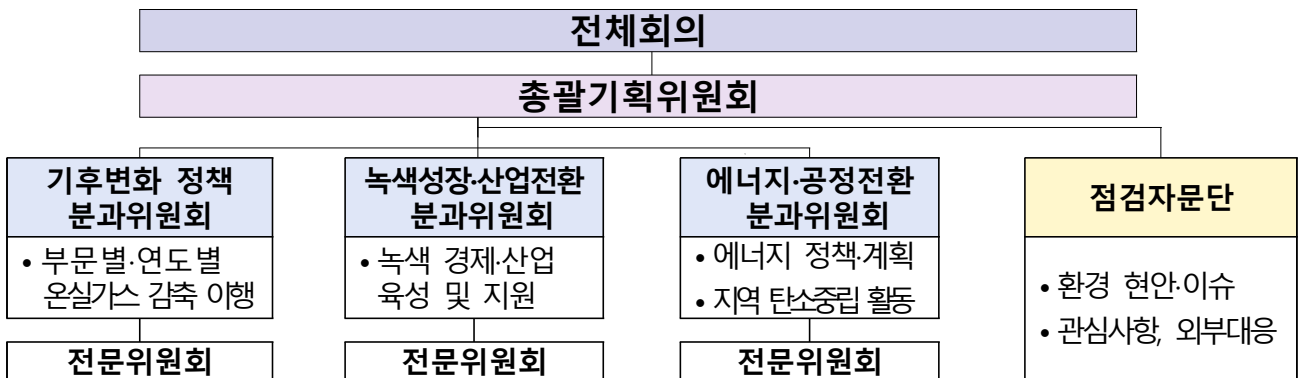 전체회의
총괄기획위원회
기후변화 정책
분과위원회
• 부문별·연도별
온실가스 감축 이행
전문위원회
녹색성장·산업전환
분과위원회
• 녹색 경제·산업
육성 및 지원
전문위원회
에너지·공정전환
분과위원회
• 에너지 정책·계획
• 지역 탄소중립 활동
전문위원회
점검자문단
• 환경 현안·이슈
• 관심사항, 외부대응